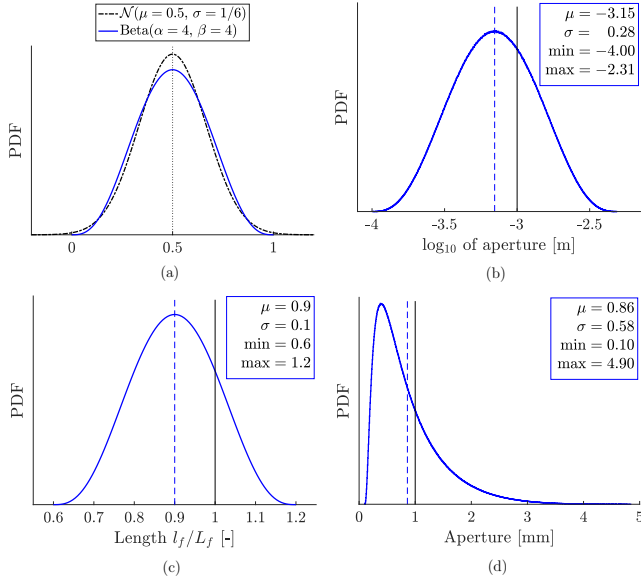 𝒩(μ = 0.5, σ = 1/6)
Beta(α = 4, β = 4)
PDF
0 0.5 1
(a)
μ = −3.15
σ = 0.28
min = −4.00
max = −2.31
PDF
-4 -3.5 -3 -2.5
log₁₀ of aperture [m]
(b)
μ = 0.9
σ = 0.1
min = 0.6
max = 1.2
PDF
0.6 0.7 0.8 0.9 1 1.1 1.2
Length l_f/L_f [-]
(c)
μ = 0.86
σ = 0.58
min = 0.10
max = 4.90
PDF
0 1 2 3 4 5
Aperture [mm]
(d)